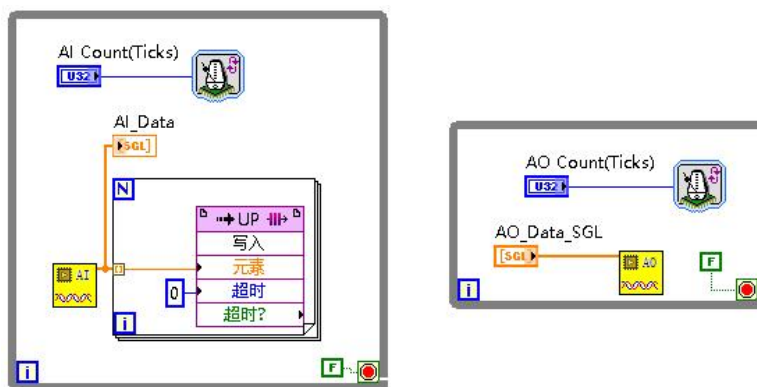 AI Count(Ticks)
U32
AI_Data
[SGL]
N
UP
写入
元素
0
超时
超时?
AI
i
F
i
AO Count(Ticks)
U32
AO_Data_SGL
[SGL]
AO
F
i